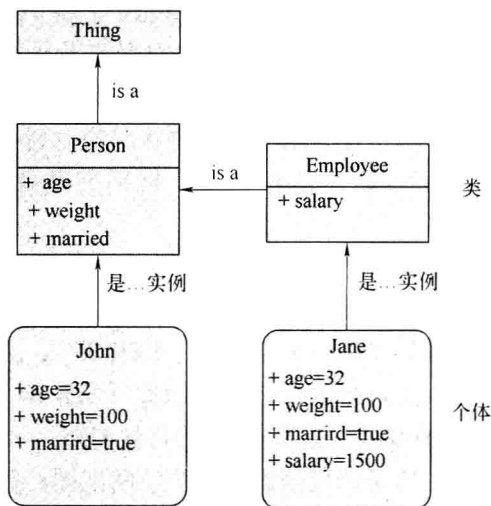 Thing
is a
Person
+ age
+ weight
+ married
is a
Employee
+ salary
类
是…实例
是…实例
John
+ age=32
+ weight=100
+ marrird=true
Jane
+ age=32
+ weight=100
+ marrird=true
+ salary=1500
个体